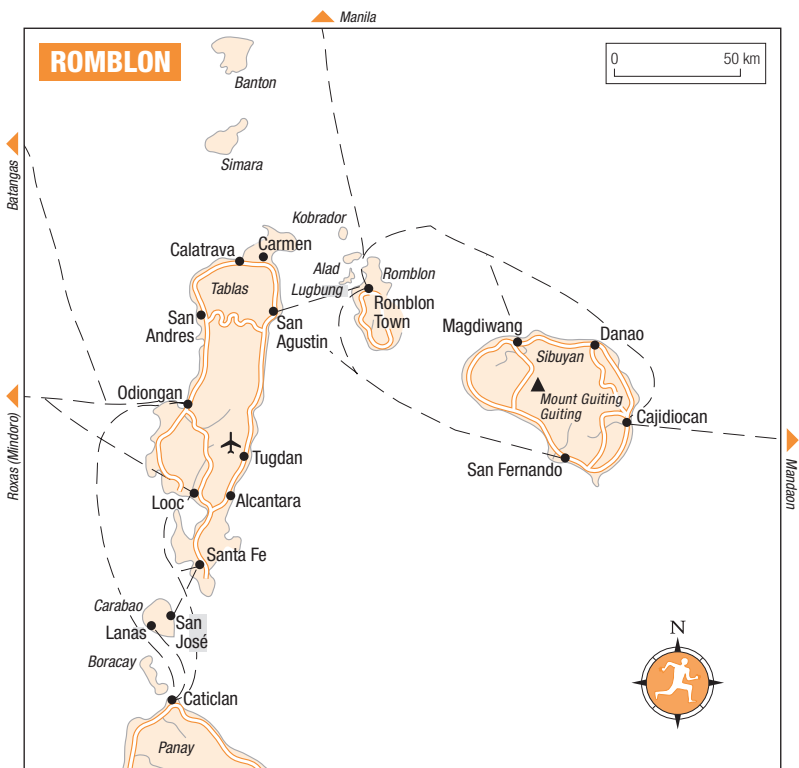 Manila
ROMBLON
0 50 km
Banton
Batangas
Simara
Kobrador
Calatrava
Carmen
Alad
Romblon
Tablas
Lugbung
Romblon
Town
San
Andres
San
Agustin
Magdiwang
Danao
Sibuyan
Odiongan
Mount Guiting
Guiting
Cajidiocan
Roxas (Mindoro)
Tugdan
San Fernando
Mandaon
Looc
Alcantara
Santa Fe
Carabao
Lanas
San
José
N
Boracay
Caticlan
Panay